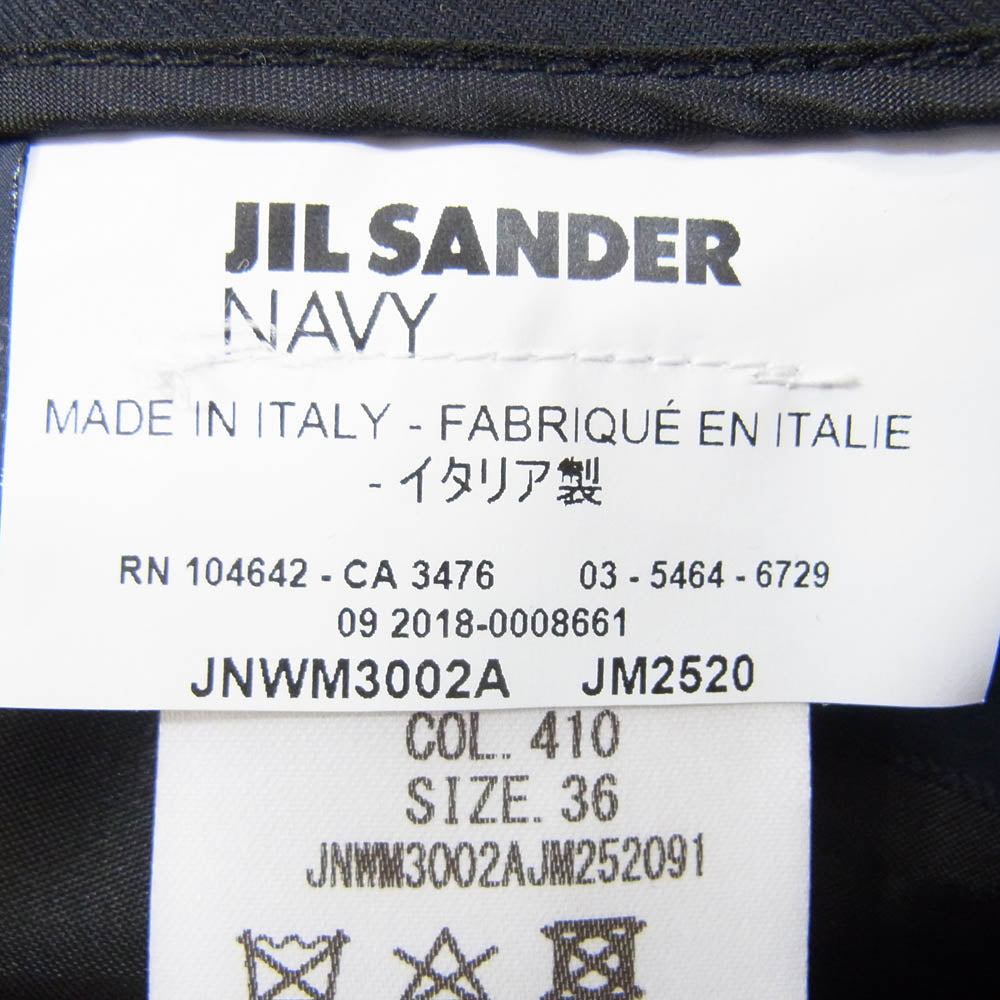 JIL SANDER
NAVY
MADE IN ITALY - FABRIQUÉ EN ITALIE
- イタリア製
RN 104642 - CA 3476 03 - 5464 - 6729
09 2018-0008661
JNWM3002A JM2520
COL. 410
SIZE. 36
JNWM3002AJM252091